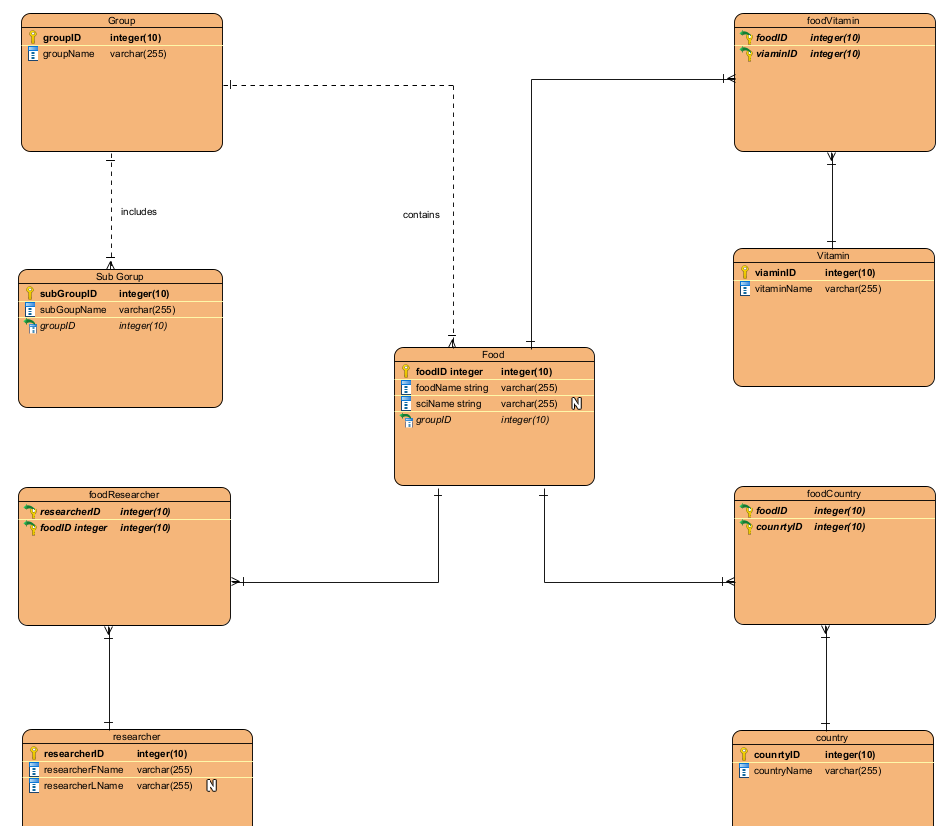 Group
groupID integer(10)
groupName varchar(255)
foodVitamin
foodID integer(10)
viaminID integer(10)
includes
contains
Sub Gorup
subGroupID integer(10)
subGoupName varchar(255)
groupID integer(10)
Vitamin
viaminID integer(10)
vitaminName varchar(255)
Food
foodID integer integer(10)
foodName string varchar(255)
sciName string varchar(255) N
groupID integer(10)
foodResearcher
researcherID integer(10)
foodID integer integer(10)
foodCountry
foodID integer(10)
counrtyID integer(10)
researcher
researcherID integer(10)
researcherFName varchar(255)
researcherLName varchar(255) N
country
counrtyID integer(10)
countryName varchar(255)